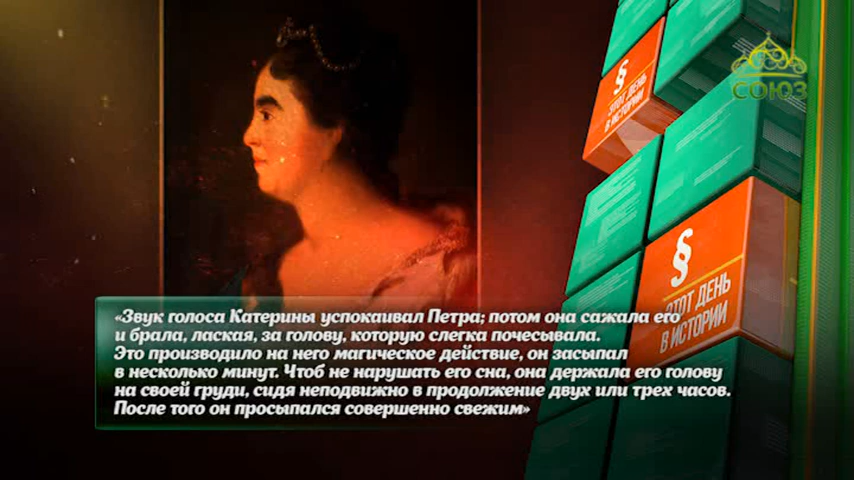 СОЮЗ
§
ЭТОТ ДЕНЬ
В ИСТОРИИ
§
ЭТОТ ДЕНЬ
В ИСТОРИИ
«Звук голоса Катерины успокаивал Петра; потом она сажала его
и брала, лаская, за голову, которую слегка почесывала.
Это производило на него магическое действие, он засыпал
в несколько минут. Чтоб не нарушать его сна, она держала его голову
на своей груди, сидя неподвижно в продолжение двух или трех часов.
После того он просыпался совершенно свежим»